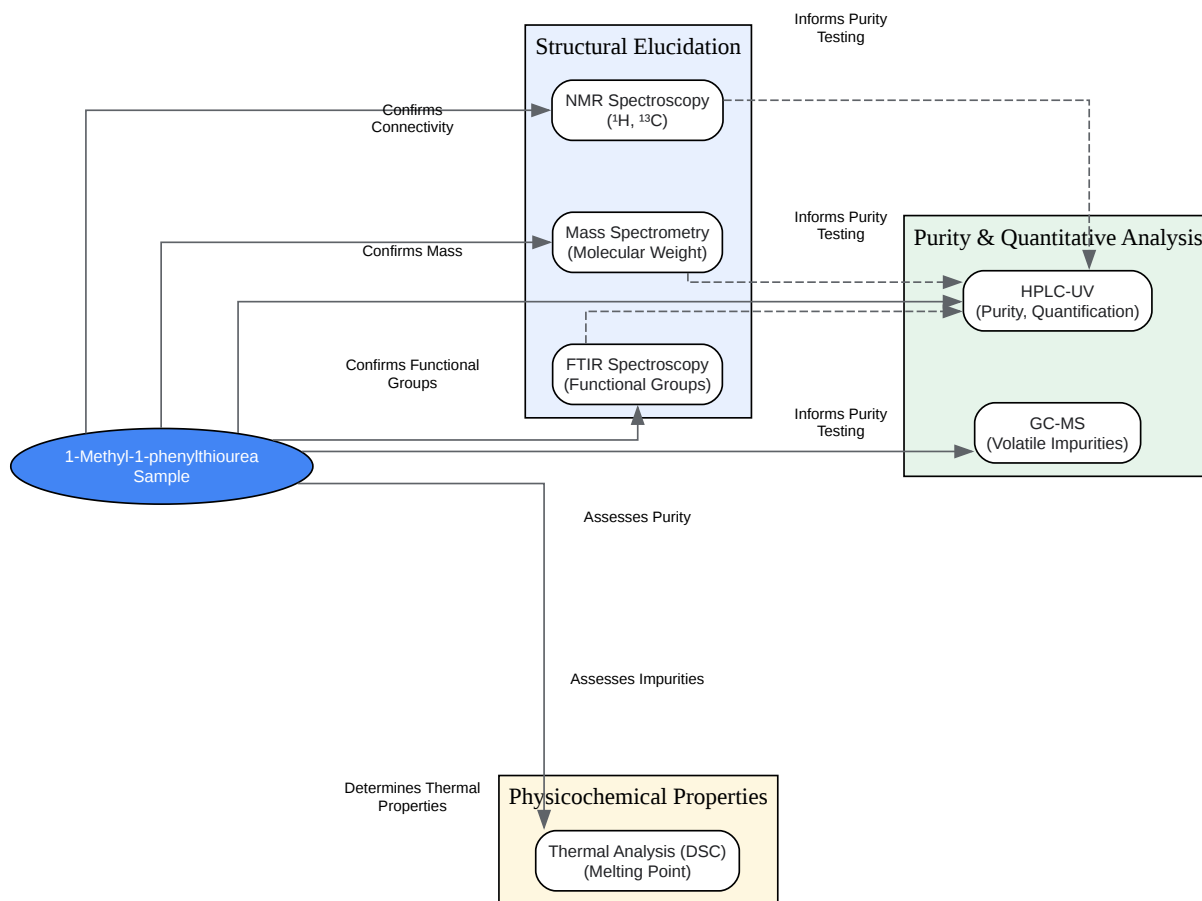 Informs Purity
Testing
Structural Elucidation
NMR Spectroscopy
(¹H, ¹³C)
Confirms
Connectivity
Informs Purity
Testing
Mass Spectrometry
(Molecular Weight)
Confirms Mass
Purity & Quantitative Analysis
HPLC-UV
(Purity, Quantification)
Confirms Functional
Groups
FTIR Spectroscopy
(Functional Groups)
Informs Purity
Testing
GC-MS
(Volatile Impurities)
1-Methyl-1-phenylthiourea
Sample
Assesses Purity
Assesses Impurities
Determines Thermal
Properties
Physicochemical Properties
Thermal Analysis (DSC)
(Melting Point)